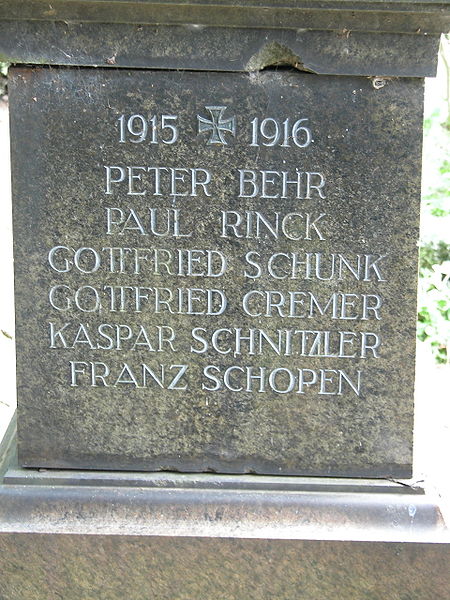 1915 1916
PETER BEHR
PAUL RINCK
GOTTFRIED SCHUNK
GOTTFRIED CREMER
KASPAR SCHNITZLER
FRANZ SCHOPEN